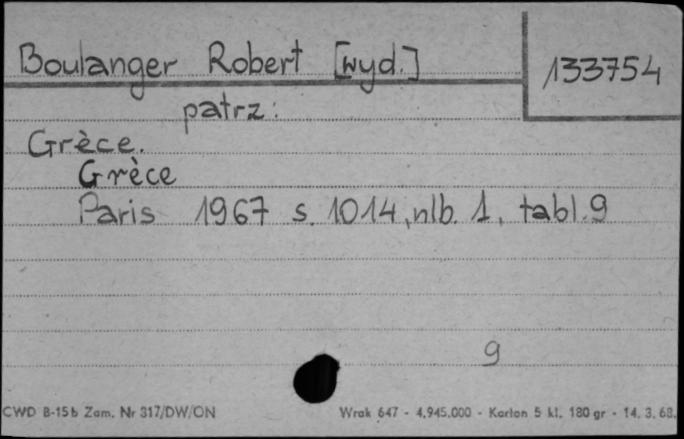 Boulanger Robert [wyd.]
133754
patrz:
Grèce.
Grèce
Paris 1967 s. 1014, nlb. 1, tabl. 9
9
CWD B-15b Zam. Nr 317/DW/ON
Wrak 647 - 4.945.000 - Karton 5 kl. 180 gr - 14. 3. 68.